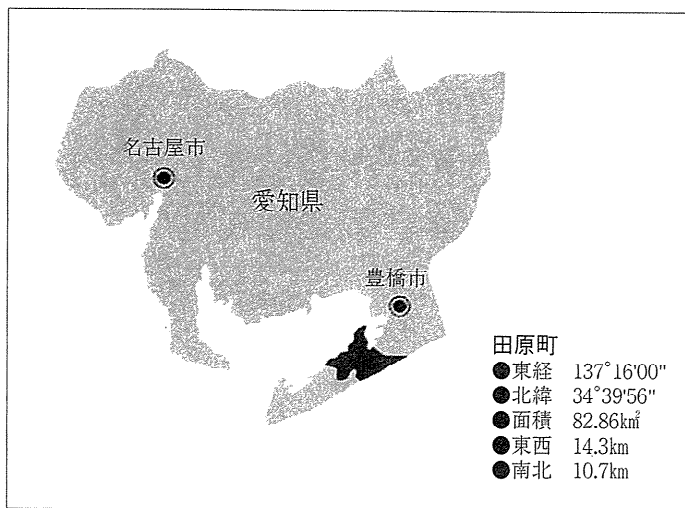 名古屋市
愛知県
豊橋市
田原町
●東経 137°16'00"
●北緯 34°39'56"
●面積 82.86k㎡
●東西 14.3km
●南北 10.7km